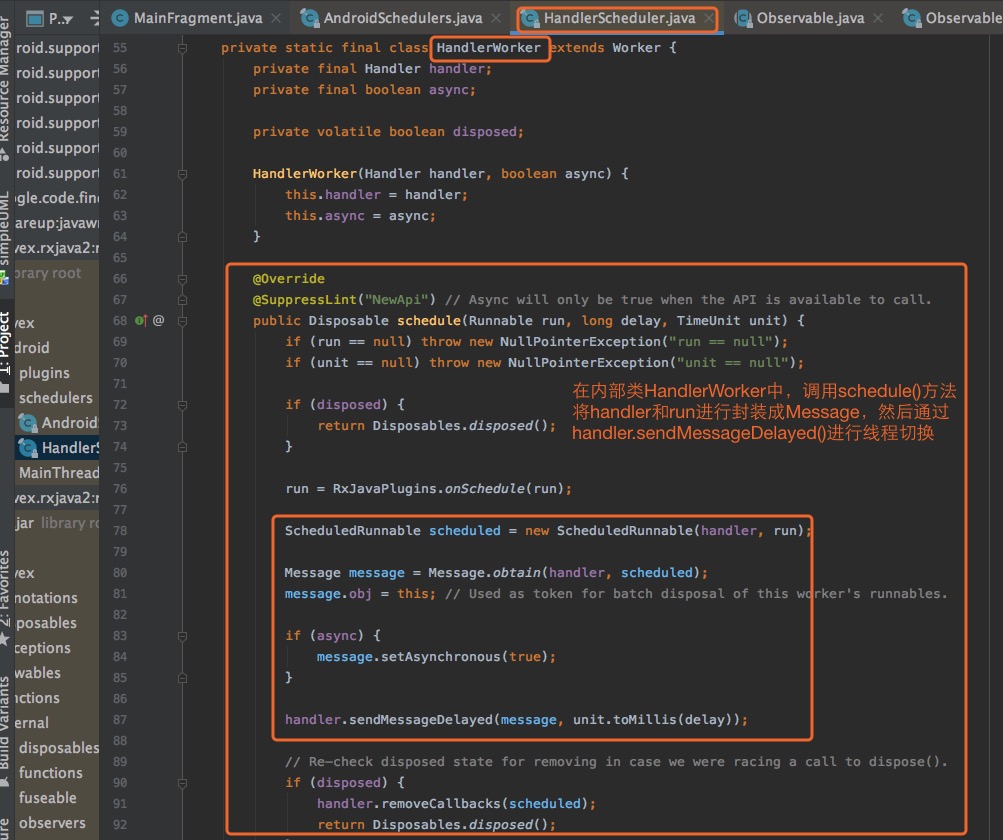 P...
MainFragment.java
AndroidSchedulers.java
HandlerScheduler.java
Observable.java
Observable
Resource Manager
simpleUML
1: Project
2: Favorites
Build Variants
roid.support
roid.support
roid.support
roid.support
roid.support
roid.support
gle.code.find
areup:javaw
vex.rxjava2:r
brary root
vex
droid
plugins
schedulers
AndroidS
HandlerS
MainThread
vex.rxjava2:r
jar library ro
vex
notations
posables
ceptions
wables
nctions
ernal
disposables
functions
fuseable
observers
55 private static final class HandlerWorker extends Worker {
56 private final Handler handler;
57 private final boolean async;
58
59 private volatile boolean disposed;
60
61 HandlerWorker(Handler handler, boolean async) {
62 this.handler = handler;
63 this.async = async;
64 }
65
66 @Override
67 @SuppressLint("NewApi") // Async will only be true when the API is available to call.
68 @ public Disposable schedule(Runnable run, long delay, TimeUnit unit) {
69 if (run == null) throw new NullPointerException("run == null");
70 if (unit == null) throw new NullPointerException("unit == null");
71
72 if (disposed) {
73 return Disposables.disposed();
74 }
75
76 run = RxJavaPlugins.onSchedule(run);
77
78 ScheduledRunnable scheduled = new ScheduledRunnable(handler, run);
79
80 Message message = Message.obtain(handler, scheduled);
81 message.obj = this; // Used as token for batch disposal of this worker's runnables.
82
83 if (async) {
84 message.setAsynchronous(true);
85 }
86
87 handler.sendMessageDelayed(message, unit.toMillis(delay));
88
89 // Re-check disposed state for removing in case we were racing a call to dispose().
90 if (disposed) {
91 handler.removeCallbacks(scheduled);
92 return Disposables.disposed();
在内部类HandlerWorker中，调用schedule()方法
将handler和run进行封装成Message，然后通过
handler.sendMessageDelayed()进行线程切换